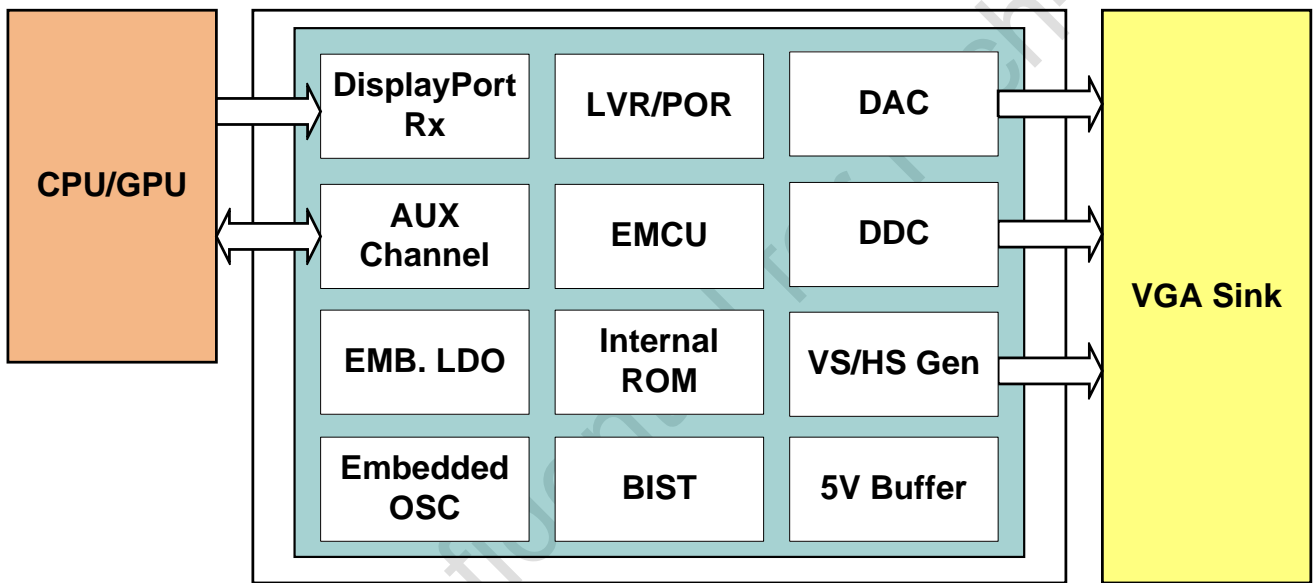 CPU/GPU
DisplayPort
Rx
LVR/POR
DAC
AUX
Channel
EMCU
DDC
EMB. LDO
Internal
ROM
VS/HS Gen
Embedded
OSC
BIST
5V Buffer
VGA Sink